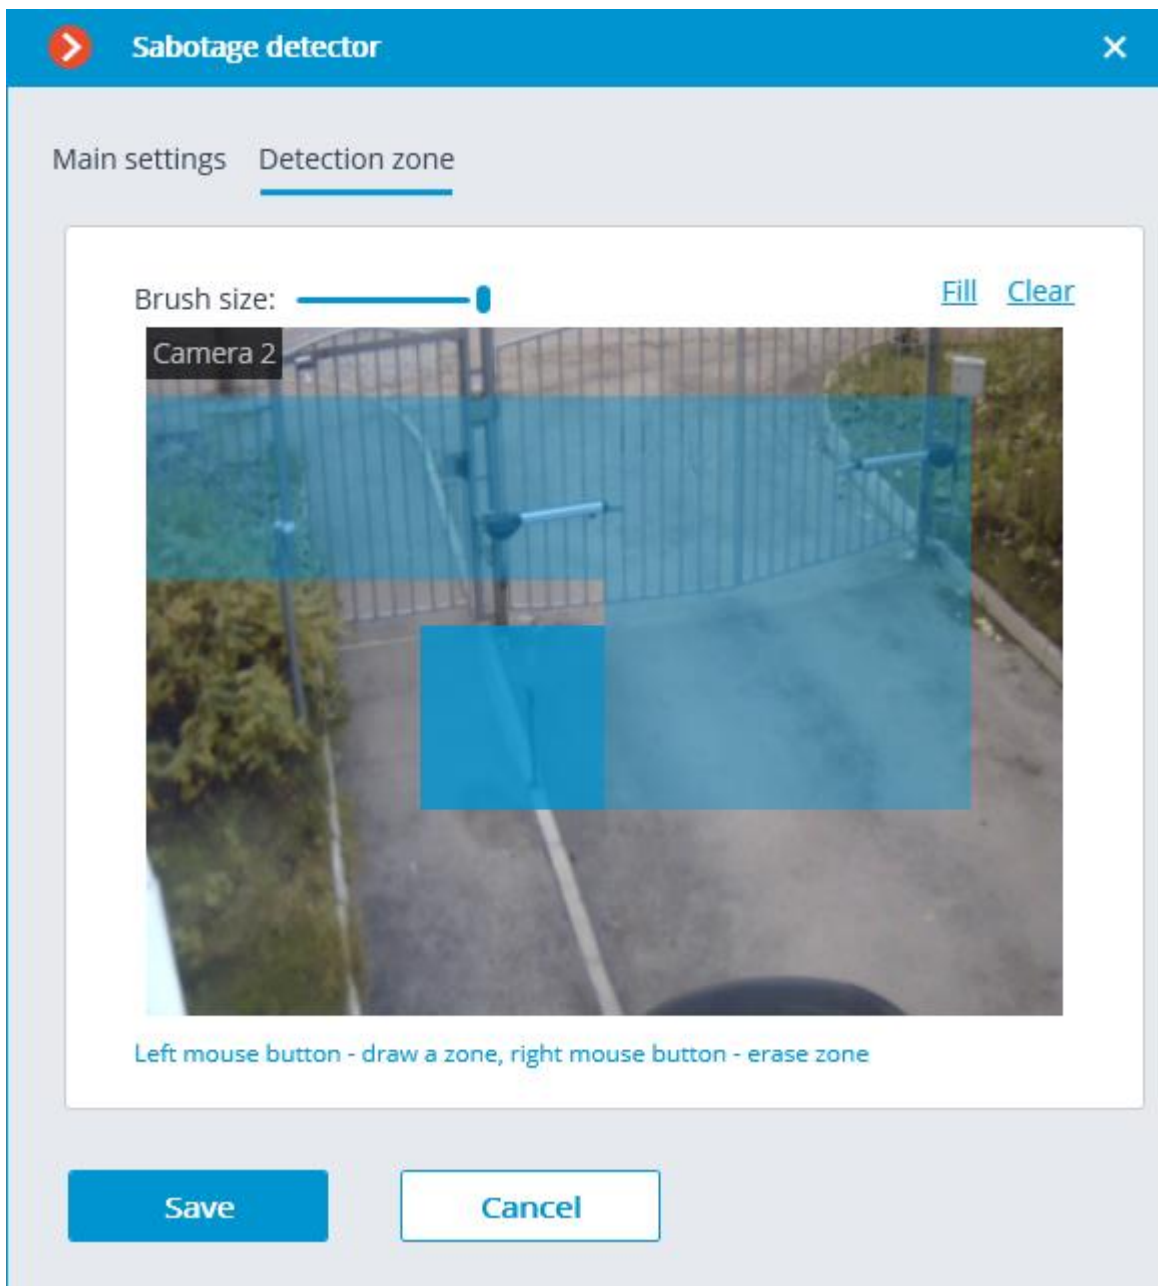 Sabotage detector
Main settings Detection zone
Brush size: Fill Clear
Camera 2
Left mouse button - draw a zone, right mouse button - erase zone
Save Cancel